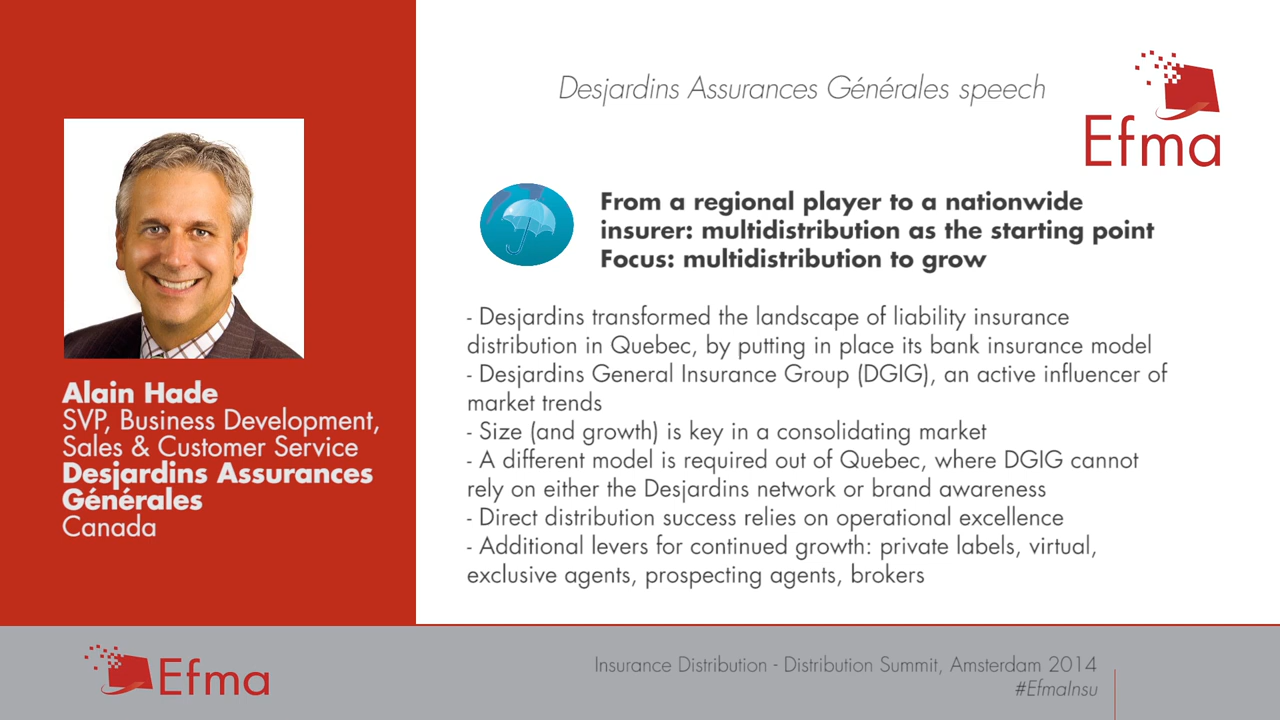 Desjardins Assurances Générales speech
Efma
From a regional player to a nationwide
insurer: multidistribution as the starting point
Focus: multidistribution to grow
- Desjardins transformed the landscape of liability insurance
distribution in Quebec, by putting in place its bank insurance model
- Desjardins General Insurance Group (DGIG), an active influencer of
market trends
- Size (and growth) is key in a consolidating market
- A different model is required out of Quebec, where DGIG cannot
rely on either the Desjardins network or brand awareness
- Direct distribution success relies on operational excellence
- Additional levers for continued growth: private labels, virtual,
exclusive agents, prospecting agents, brokers
Alain Hade
SVP, Business Development,
Sales & Customer Service
Desjardins Assurances
Générales
Canada
Efma
Insurance Distribution - Distribution Summit, Amsterdam 2014
#EfmaInsu